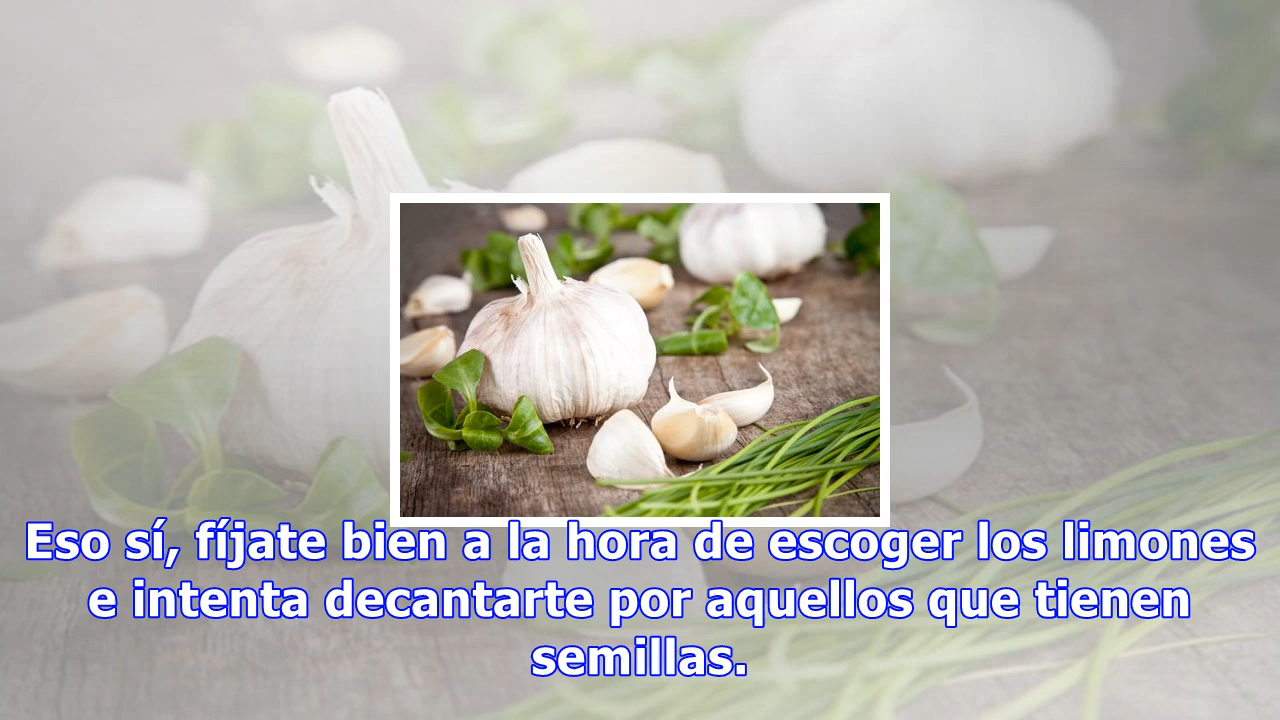 Eso sí, fíjate bien a la hora de escoger los limones
e intenta decantarte por aquellos que tienen
semillas.